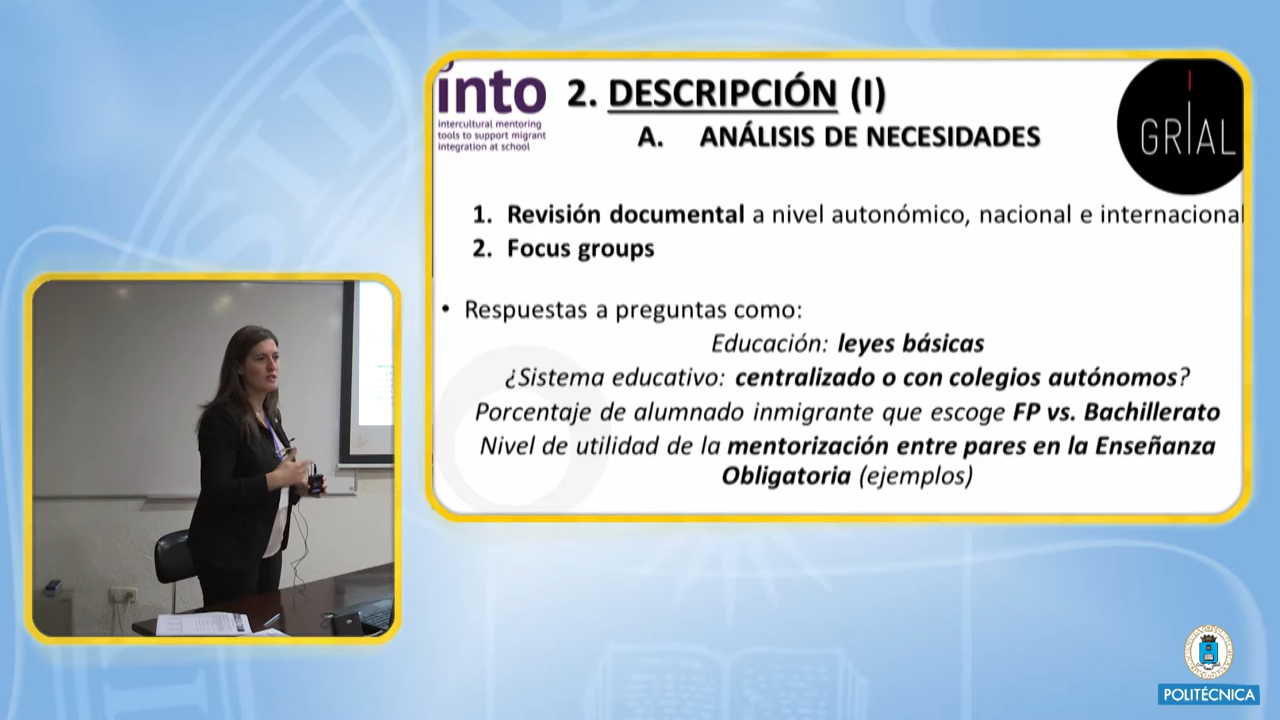 into
intercultural mentoring
tools to support migrant
integration at school
2. DESCRIPCIÓN (I)
A. ANÁLISIS DE NECESIDADES
GRIAL
1. Revisión documental a nivel autonómico, nacional e internacional
2. Focus groups
• Respuestas a preguntas como:
Educación: leyes básicas
¿Sistema educativo: centralizado o con colegios autónomos?
Porcentaje de alumnado inmigrante que escoge FP vs. Bachillerato
Nivel de utilidad de la mentorización entre pares en la Enseñanza
Obligatoria (ejemplos)
POLITÉCNICA